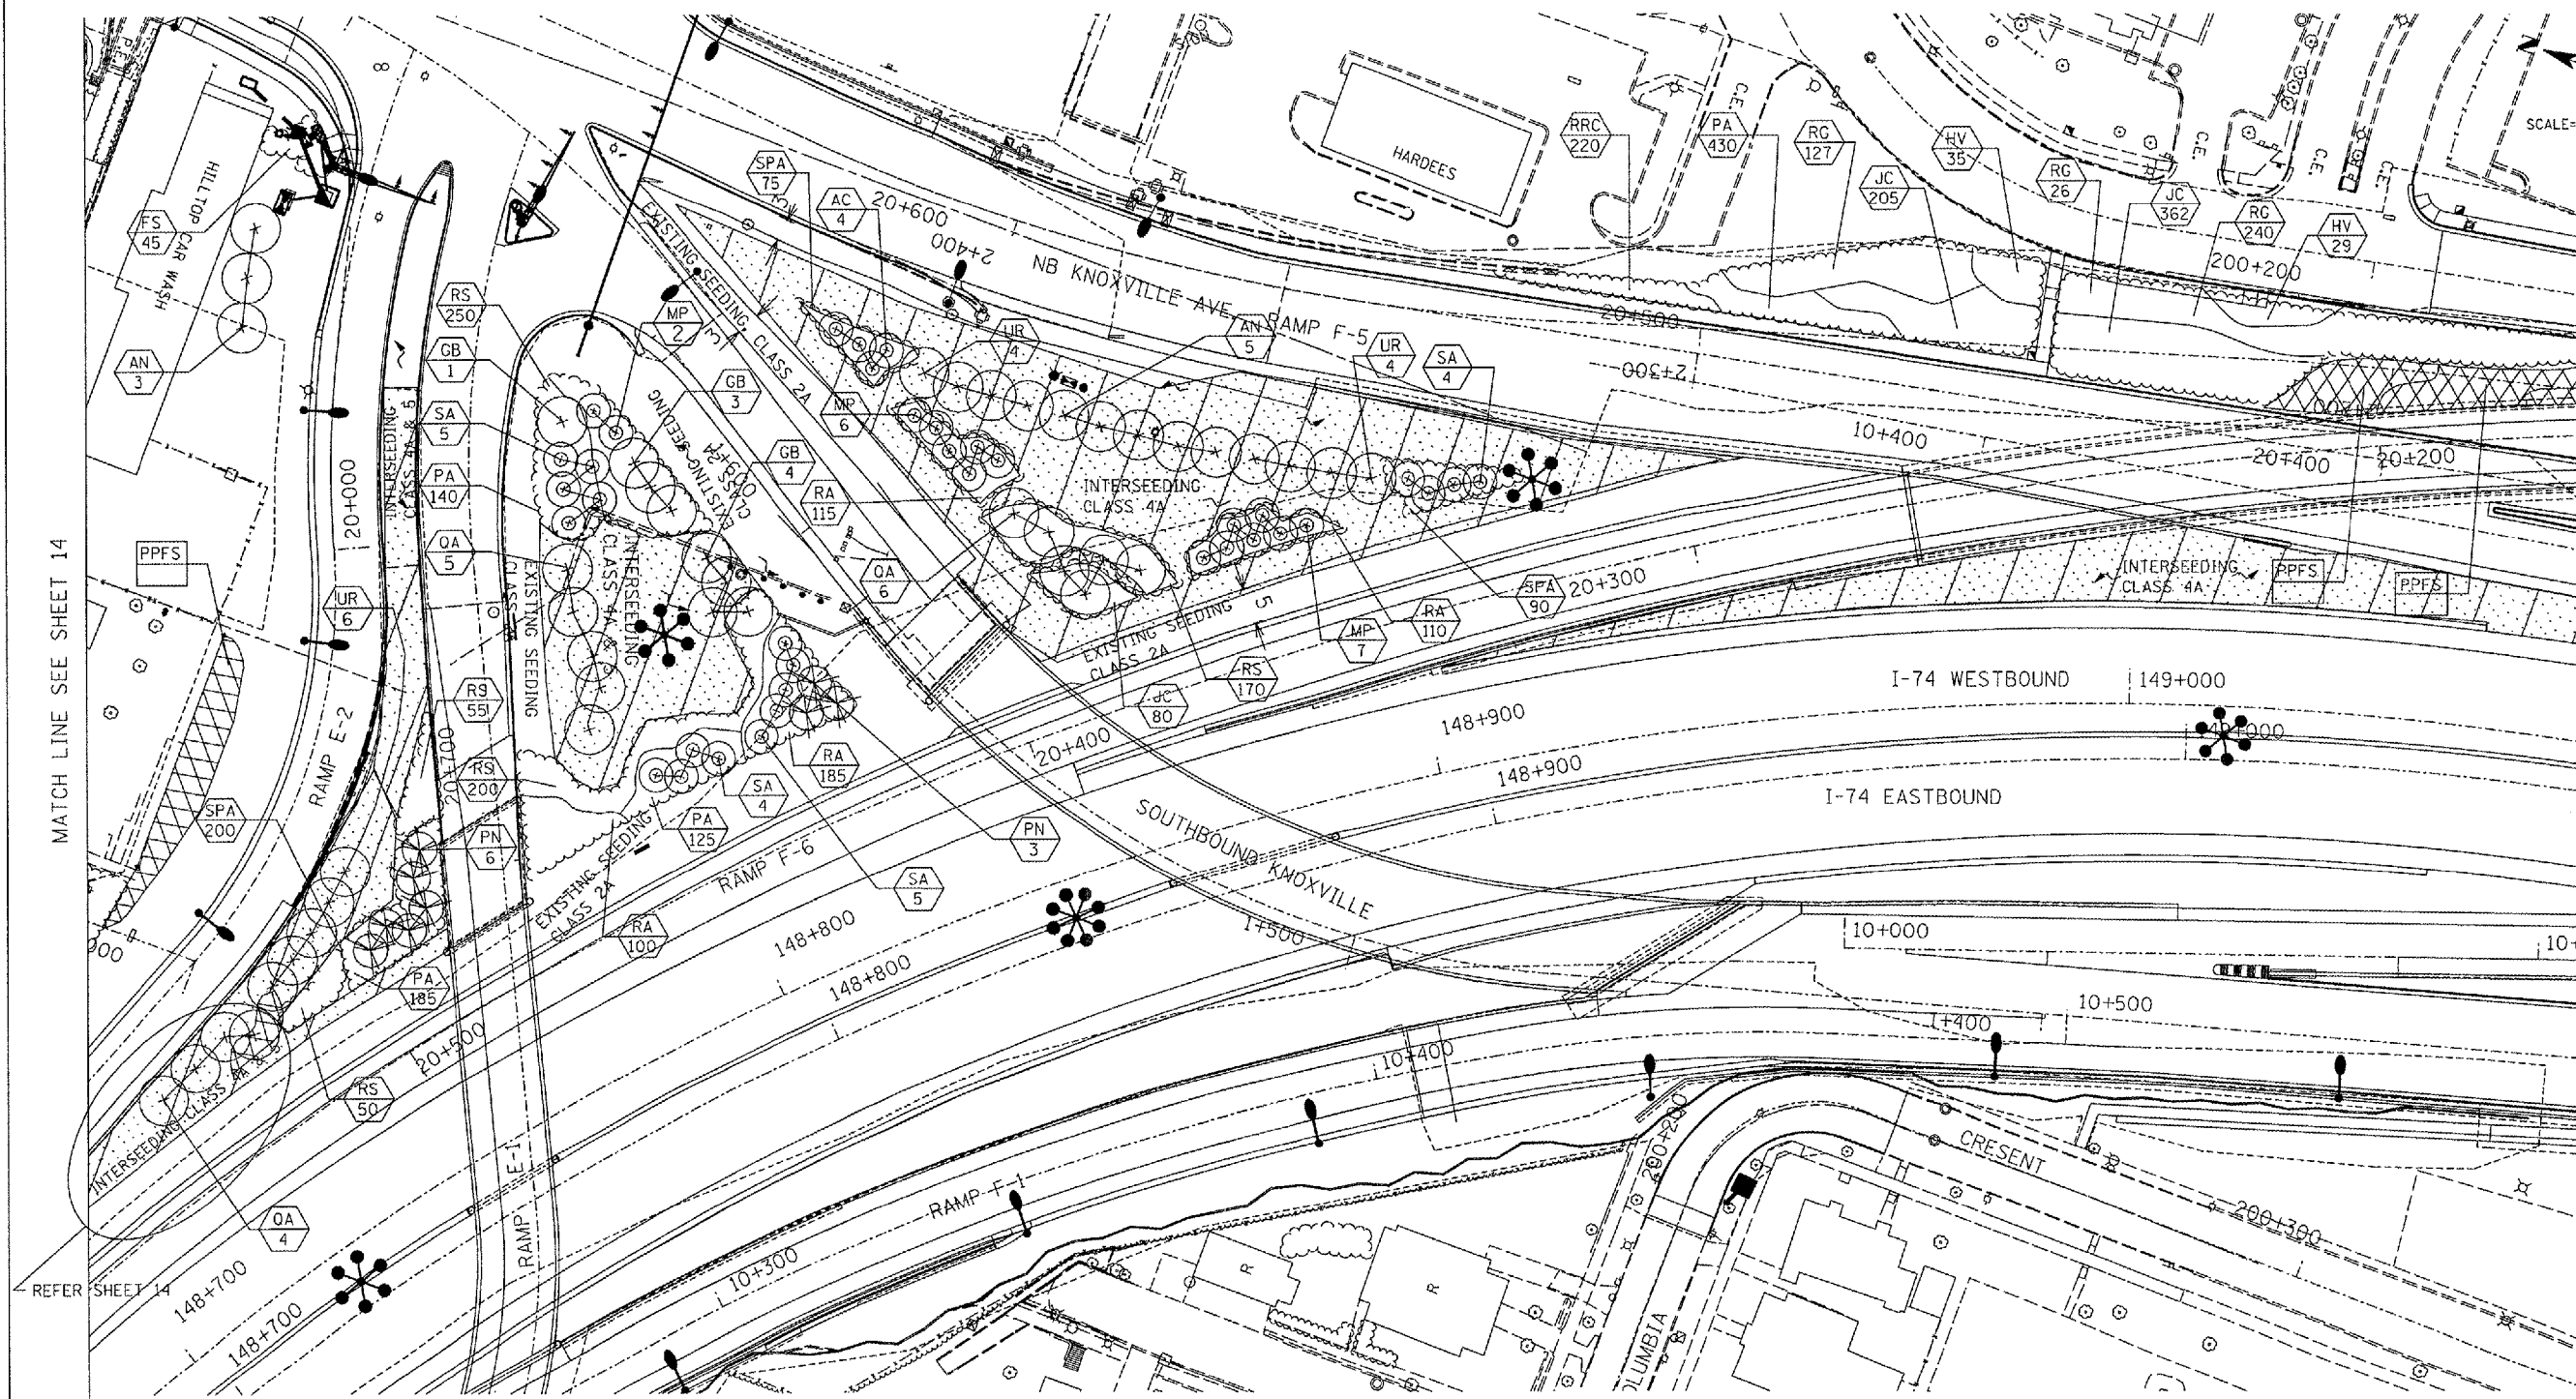 MATCH LINE SEE SHEET 14
REFER SHEET 14
HILLTOP CAR WASH
FS
45
AN
3
PPFS
UR
6
SPA
200
20+000
RAMP E-2
INTERSEEDING
CLASS 4A & 5
RS
250
GB
1
SA
5
PA
140
OA
5
RS
55
RS
200
PN
6
PA
185
RS
50
OA
4
INTERSEEDING CLASS 4A & 5
EXISTING SEEDING
CLASS 2A
INTERSEEDING
CLASS 4A & 5
EXISTING SEEDING
CLASS 2A
MP
2
GB
3
GB
4
RA
115
MP
6
OA
6
EXISTING SEEDING, CLASS 2A
SPA
75
AC
4
20+600
2+400
NB KNOXVILLE AVE.
RAMP F-5
UR
4
AN
5
UR
4
SA
4
INTERSEEDING
CLASS 4A
EXISTING SEEDING
CLASS 2A
SPA
90
RA
110
MP
7
RS
170
JC
80
RA
185
SA
4
PA
125
PN
3
SA
5
RA
100
EXISTING SEEDING
CLASS 2A
RAMP F-6
20+300
20+400
20+500
20+700
SIGN
HARDEES
RRC
220
PA
430
RG
127
JC
205
HV
35
RG
26
JC
362
RG
240
HV
29
C.E.
C.E.
C.E.
C.E.
SCALE=
200+200
20+500
2+300
10+400
20+400
20+200
INTERSEEDING
CLASS 4A
PPFS
PPFS
I-74 WESTBOUND
149+000
149+000
148+900
148+900
I-74 EASTBOUND
SOUTHBOUND KNOXVILLE
148+800
148+800
148+700
148+700
1+500
10+000
10+
10+500
1+400
10+400
10+300
RAMP F-1
RAMP E-1
200+200
CRESENT
200+300
R
R
OLUMBIA